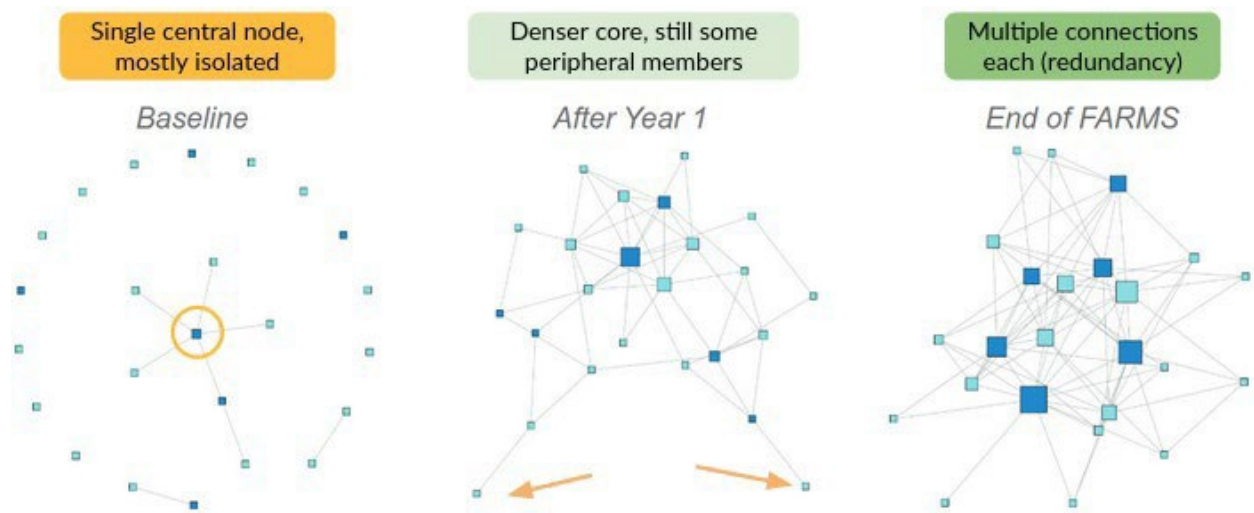 Single central node,
mostly isolated
Denser core, still some
peripheral members
Multiple connections
each (redundancy)
Baseline
After Year 1
End of FARMS